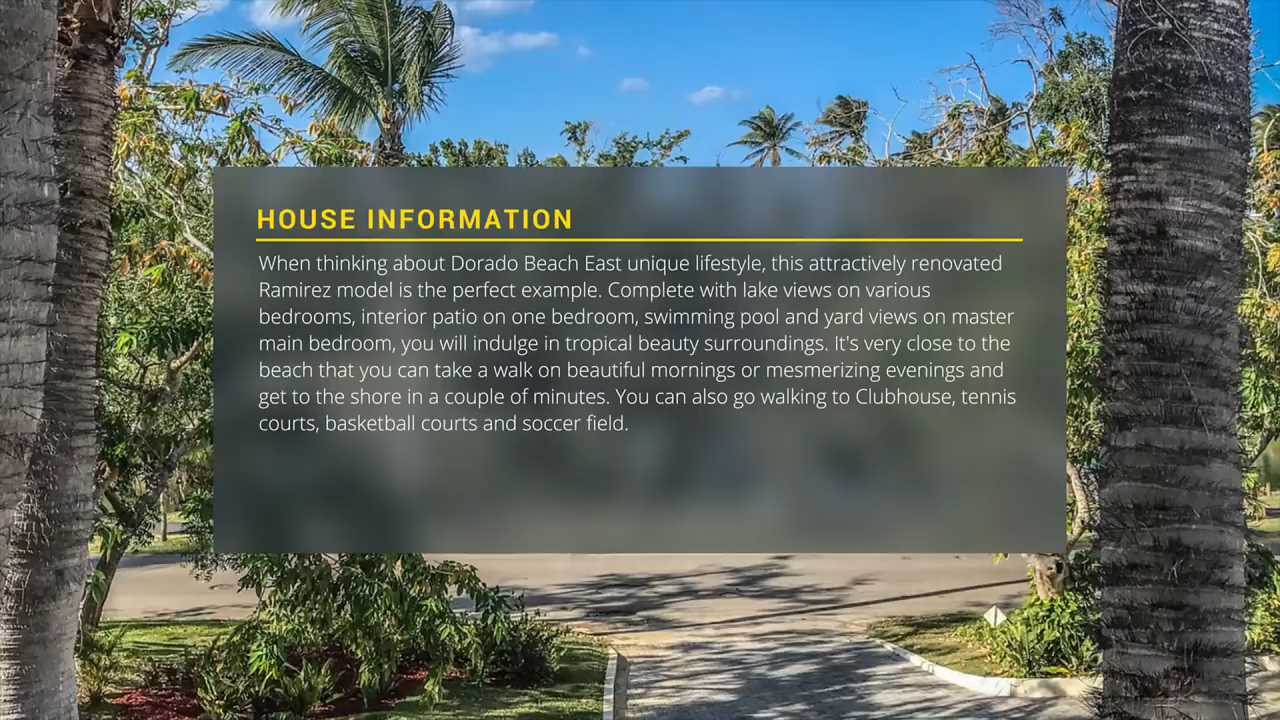 HOUSE INFORMATION
When thinking about Dorado Beach East unique lifestyle, this attractively renovated
Ramirez model is the perfect example. Complete with lake views on various
bedrooms, interior patio on one bedroom, swimming pool and yard views on master
main bedroom, you will indulge in tropical beauty surroundings. It's very close to the
beach that you can take a walk on beautiful mornings or mesmerizing evenings and
get to the shore in a couple of minutes. You can also go walking to Clubhouse, tennis
courts, basketball courts and soccer field.